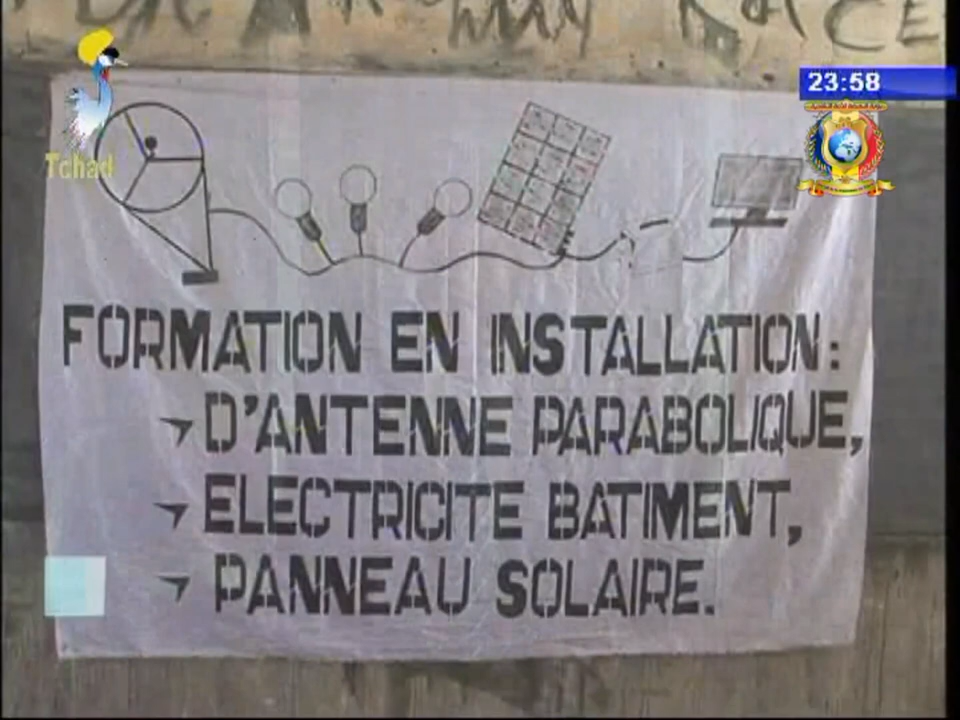 23:58
Tchad
FORMATION EN INSTALLATION:
D'ANTENNE PARABOLIQUE,
ELECTRICITE BATIMENT,
PANNEAU SOLAIRE.